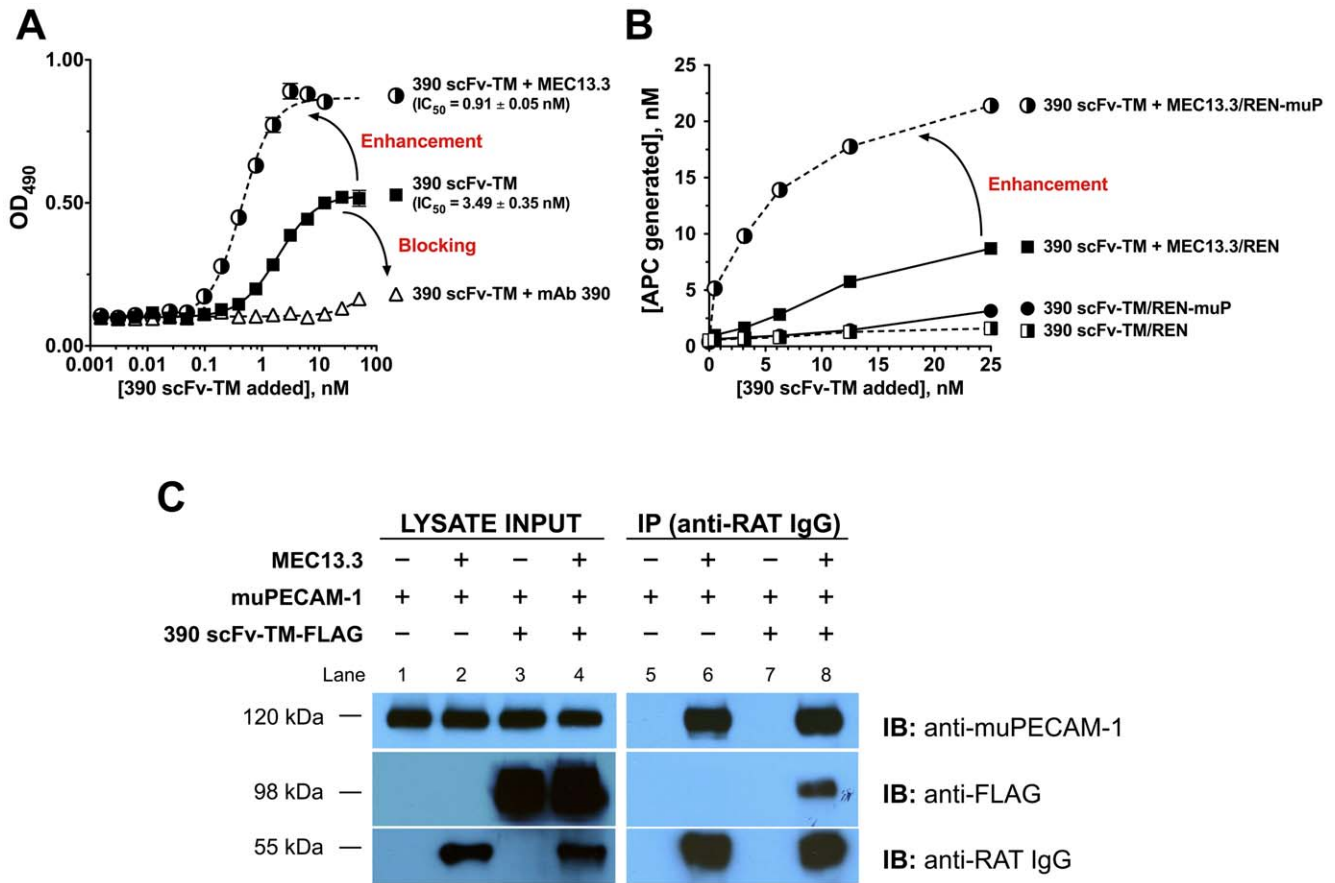 A
1.00
0.50
0.00
OD490
0.001 0.01 0.1 1 10 100
[390 scFv-TM added], nM
390 scFv-TM + MEC13.3
(IC50 = 0.91 ± 0.05 nM)
Enhancement
390 scFv-TM
(IC50 = 3.49 ± 0.35 nM)
Blocking
390 scFv-TM + mAb 390
B
25
20
15
10
5
0
[APC generated], nM
0 5 10 15 20 25
[390 scFv-TM added], nM
390 scFv-TM + MEC13.3/REN-muP
Enhancement
390 scFv-TM + MEC13.3/REN
390 scFv-TM/REN-muP
390 scFv-TM/REN
C
LYSATE INPUT IP (anti-RAT IgG)
MEC13.3 – + – + – + – +
muPECAM-1 + + + + + + + +
390 scFv-TM-FLAG – – + + – – + +
Lane 1 2 3 4 5 6 7 8
120 kDa — IB: anti-muPECAM-1
98 kDa — IB: anti-FLAG
55 kDa — IB: anti-RAT IgG